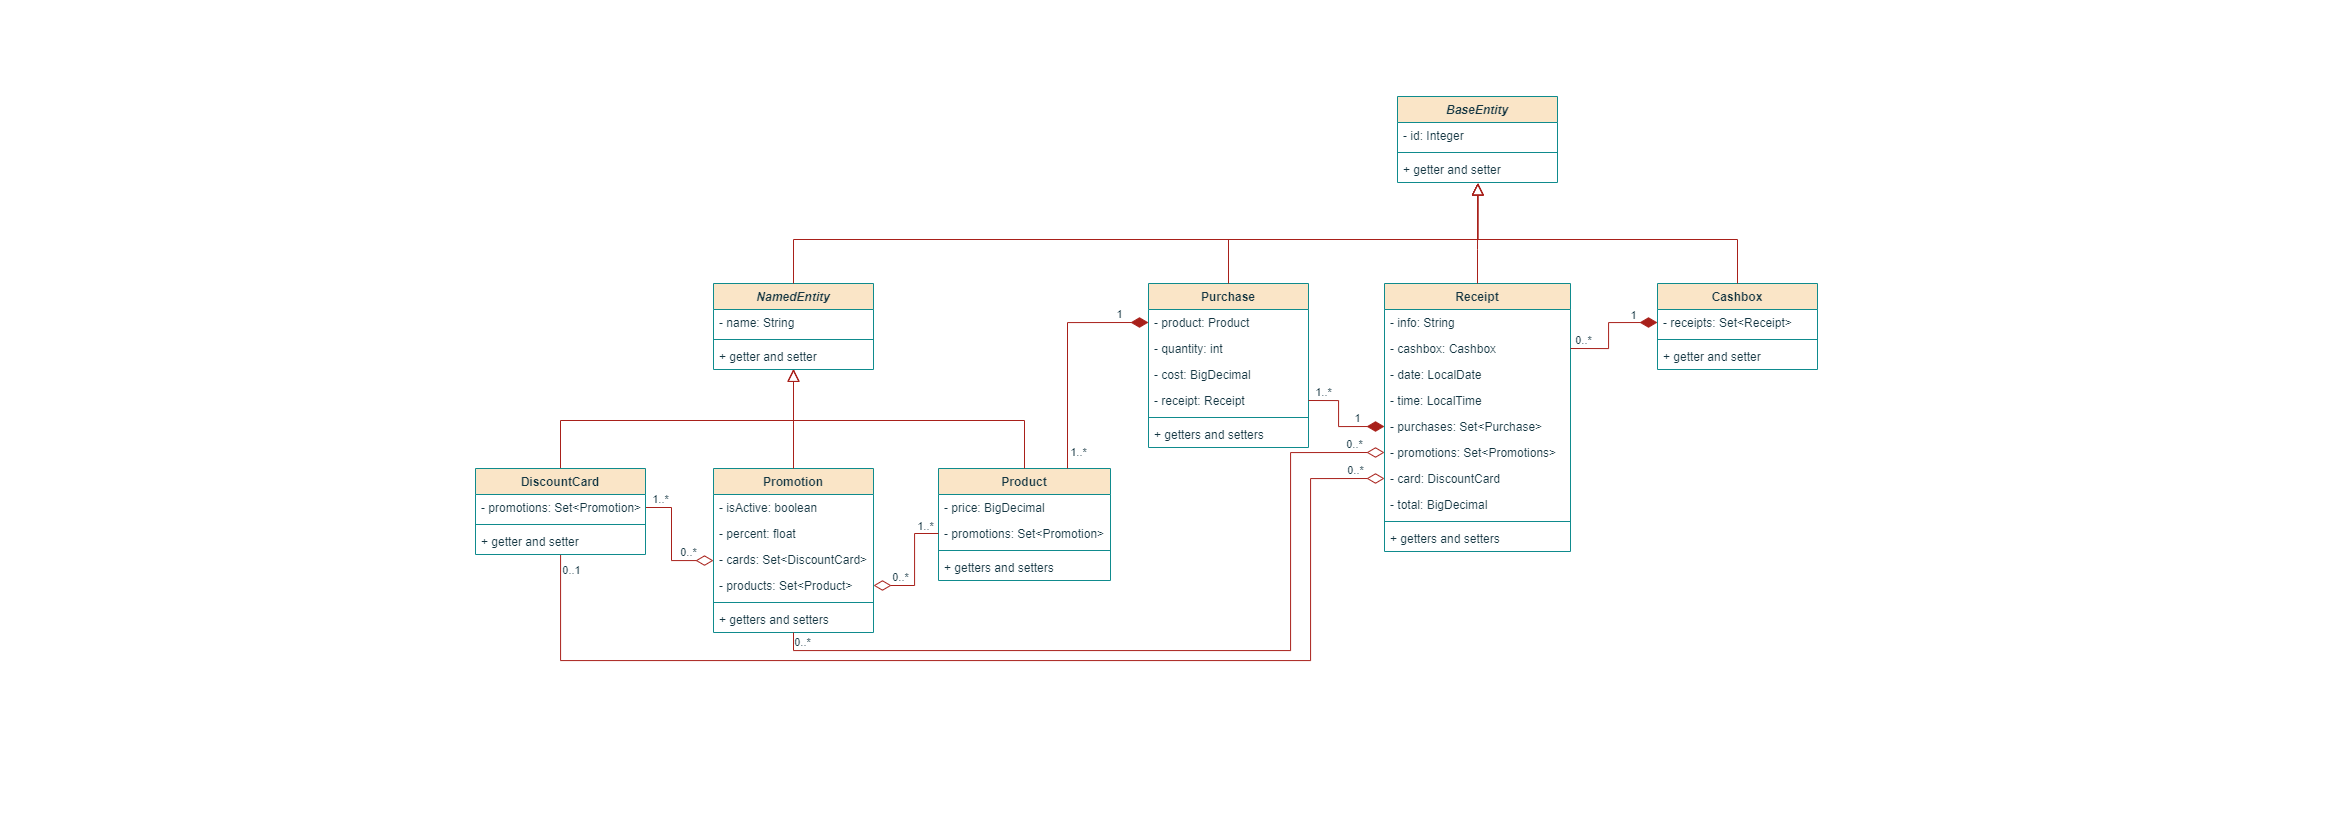 BaseEntity
- id: Integer
+ getter and setter
NamedEntity
- name: String
+ getter and setter
Purchase
- product: Product
- quantity: int
- cost: BigDecimal
- receipt: Receipt
+ getters and setters
Receipt
- info: String
- cashbox: Cashbox
- date: LocalDate
- time: LocalTime
- purchases: Set<Purchase>
- promotions: Set<Promotions>
- card: DiscountCard
- total: BigDecimal
+ getters and setters
Cashbox
- receipts: Set<Receipt>
+ getter and setter
1
1..*
1..*
1
0..*
0..*
0..*
1
DiscountCard
- promotions: Set<Promotion>
+ getter and setter
0..1
1..*
0..*
Promotion
- isActive: boolean
- percent: float
- cards: Set<DiscountCard>
- products: Set<Product>
+ getters and setters
0..*
0..*
1..*
Product
- price: BigDecimal
- promotions: Set<Promotion>
+ getters and setters